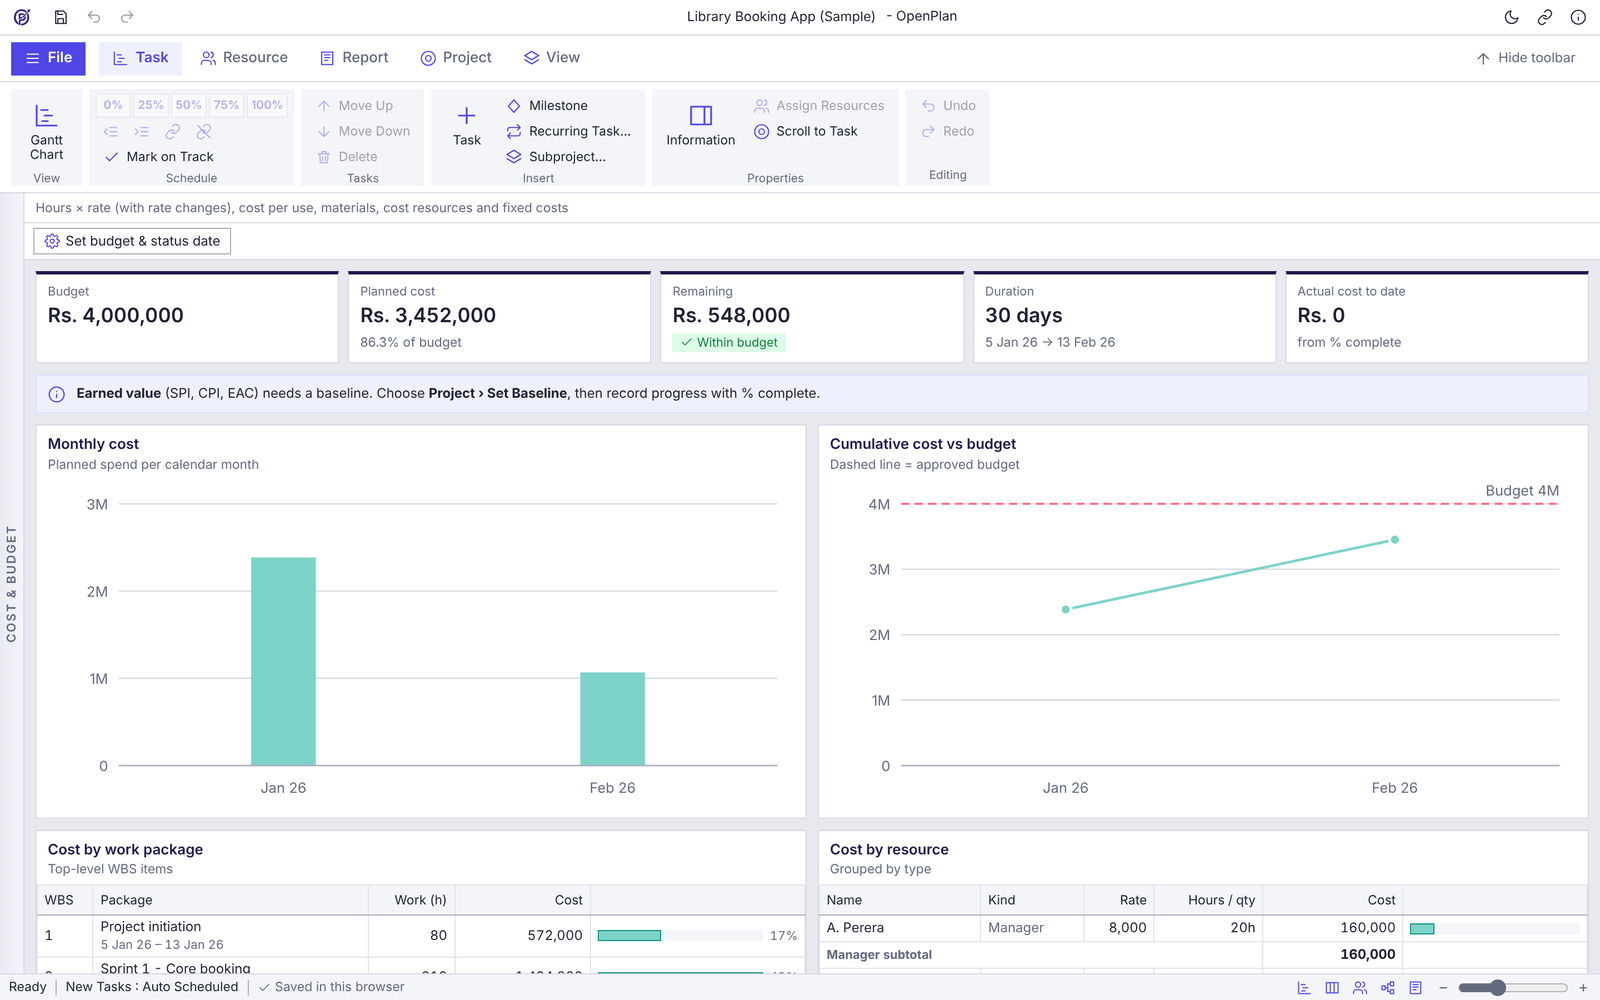 Library Booking App (Sample) - OpenPlan
File
Task
Resource
Report
Project
View
Hide toolbar
Gantt
Chart
View
0% 25% 50% 75% 100%
Mark on Track
Schedule
Move Up
Move Down
Delete
Tasks
Task
Milestone
Recurring Task...
Subproject...
Insert
Information
Assign Resources
Scroll to Task
Properties
Undo
Redo
Editing
COST & BUDGET
Hours × rate (with rate changes), cost per use, materials, cost resources and fixed costs
Set budget & status date
Budget
Rs. 4,000,000
Planned cost
Rs. 3,452,000
86.3% of budget
Remaining
Rs. 548,000
Within budget
Duration
30 days
5 Jan 26 → 13 Feb 26
Actual cost to date
Rs. 0
from % complete
Earned value (SPI, CPI, EAC) needs a baseline. Choose Project › Set Baseline, then record progress with % complete.
Monthly cost
Planned spend per calendar month
3M
2M
1M
0
Jan 26 Feb 26
Cumulative cost vs budget
Dashed line = approved budget
Budget 4M
4M
3M
2M
1M
0
Jan 26 Feb 26
Cost by work package
Top-level WBS items
WBS Package Work (h) Cost
1 Project initiation 80 572,000 17%
5 Jan 26 – 13 Jan 26
Sprint 1 - Core booking
Cost by resource
Grouped by type
Name Kind Rate Hours / qty Cost
A. Perera Manager 8,000 20h 160,000
Manager subtotal 160,000
Ready New Tasks : Auto Scheduled Saved in this browser